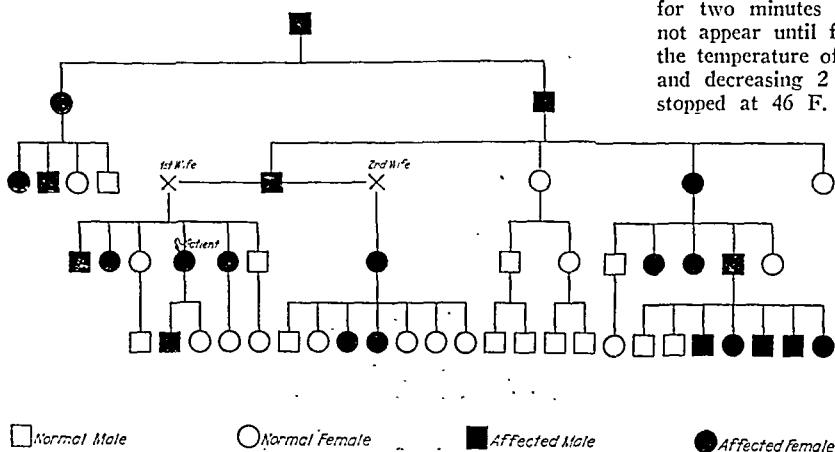 for two minutes
not appear until f
the temperature of
and decreasing 2
stopped at 46 F.
1st Wife
2nd Wife
Patient
Normal Male
Normal Female
Affected Male
Affected Female